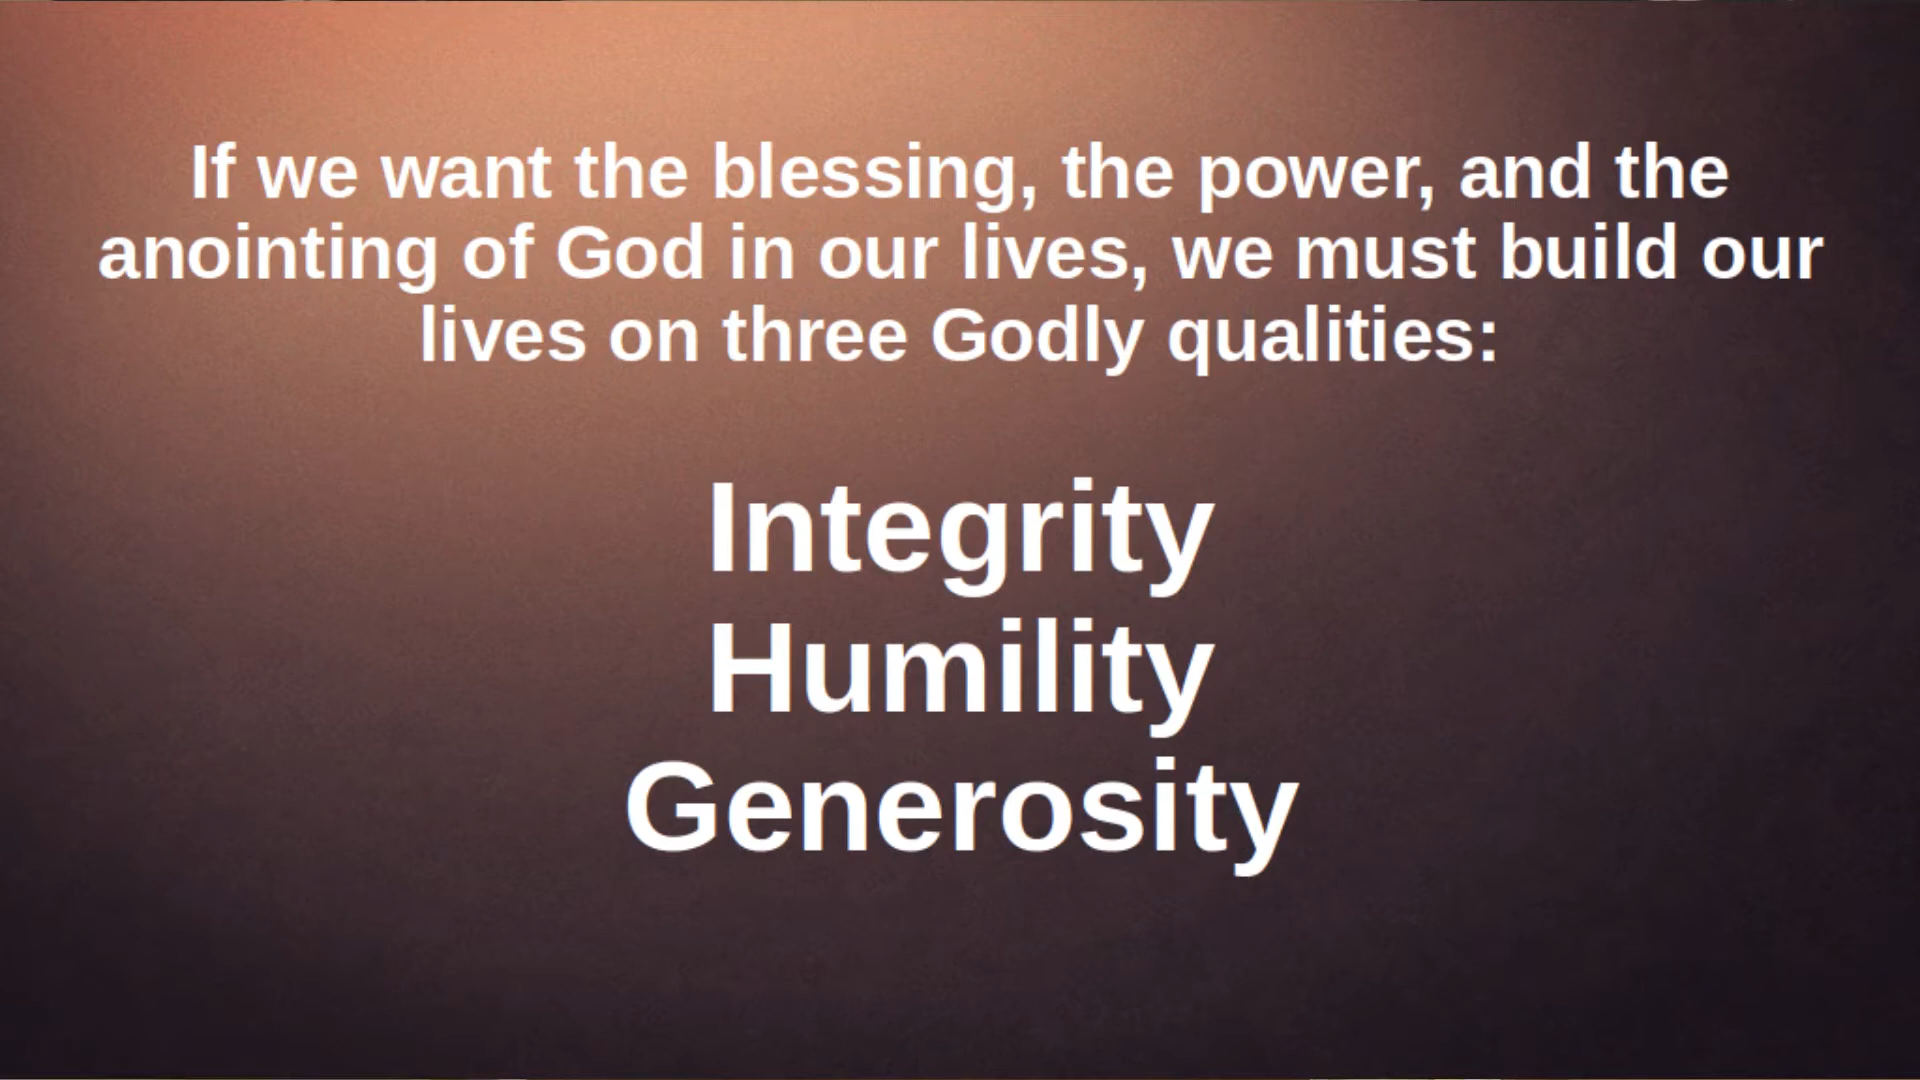 If we want the blessing, the power, and the
anointing of God in our lives, we must build our
lives on three Godly qualities:
Integrity
Humility
Generosity